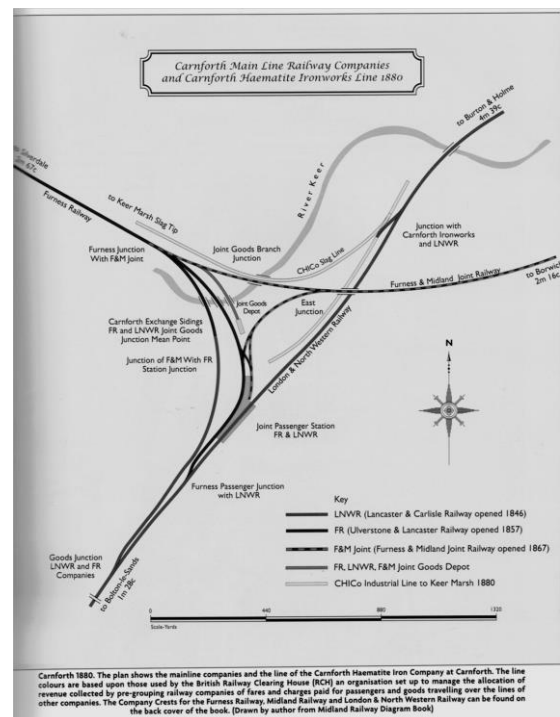 Carnforth Main Line Railway Companies
and Carnforth Haematite Ironworks Line 1880
to Burton & Holme
4m 39c
Silverdale
2m 67c
Furness Railway
to Keer Marsh Slag Tip
River Keer
Furness Junction
With F&M Joint
Joint Goods Branch
Junction
CHICo Slag Line
Junction with
Carnforth Ironworks
and LNWR
Furness & Midland Joint Railway
to Borwick
2m 16c
Joint Goods
Depot
East
Junction
Carnforth Exchange Sidings
FR and LNWR Joint Goods
Junction Mean Point
Junction of F&M With FR
Station Junction
London & North Western Railway
N
Joint Passenger Station
FR & LNWR
Furness Passenger Junction
with LNWR
Key
LNWR (Lancaster & Carlisle Railway opened 1846)
FR (Ulverstone & Lancaster Railway opened 1857)
F&M Joint (Furness & Midland Joint Railway opened 1867)
FR, LNWR, F&M Joint Goods Depot
CHICo Industrial Line to Keer Marsh 1880
Goods Junction
LNWR and FR
Companies
to Bolton-le-Sands
1m 28c
0 440 880 1320
Scale-Yards
Carnforth 1880. The plan shows the mainline companies and the line of the Carnforth Haematite Iron Company at Carnforth. The line
colours are based upon those used by the British Railway Clearing House [RCH] an organisation set up to manage the allocation of
revenue collected by pre-grouping railway companies of fares and charges paid for passengers and goods travelling over the lines of
other companies. The Company Crests for the Furness Railway, Midland Railway and London & North Western Railway can be found on
the back cover of the book. (Drawn by author from Midland Railway Diagram Book)